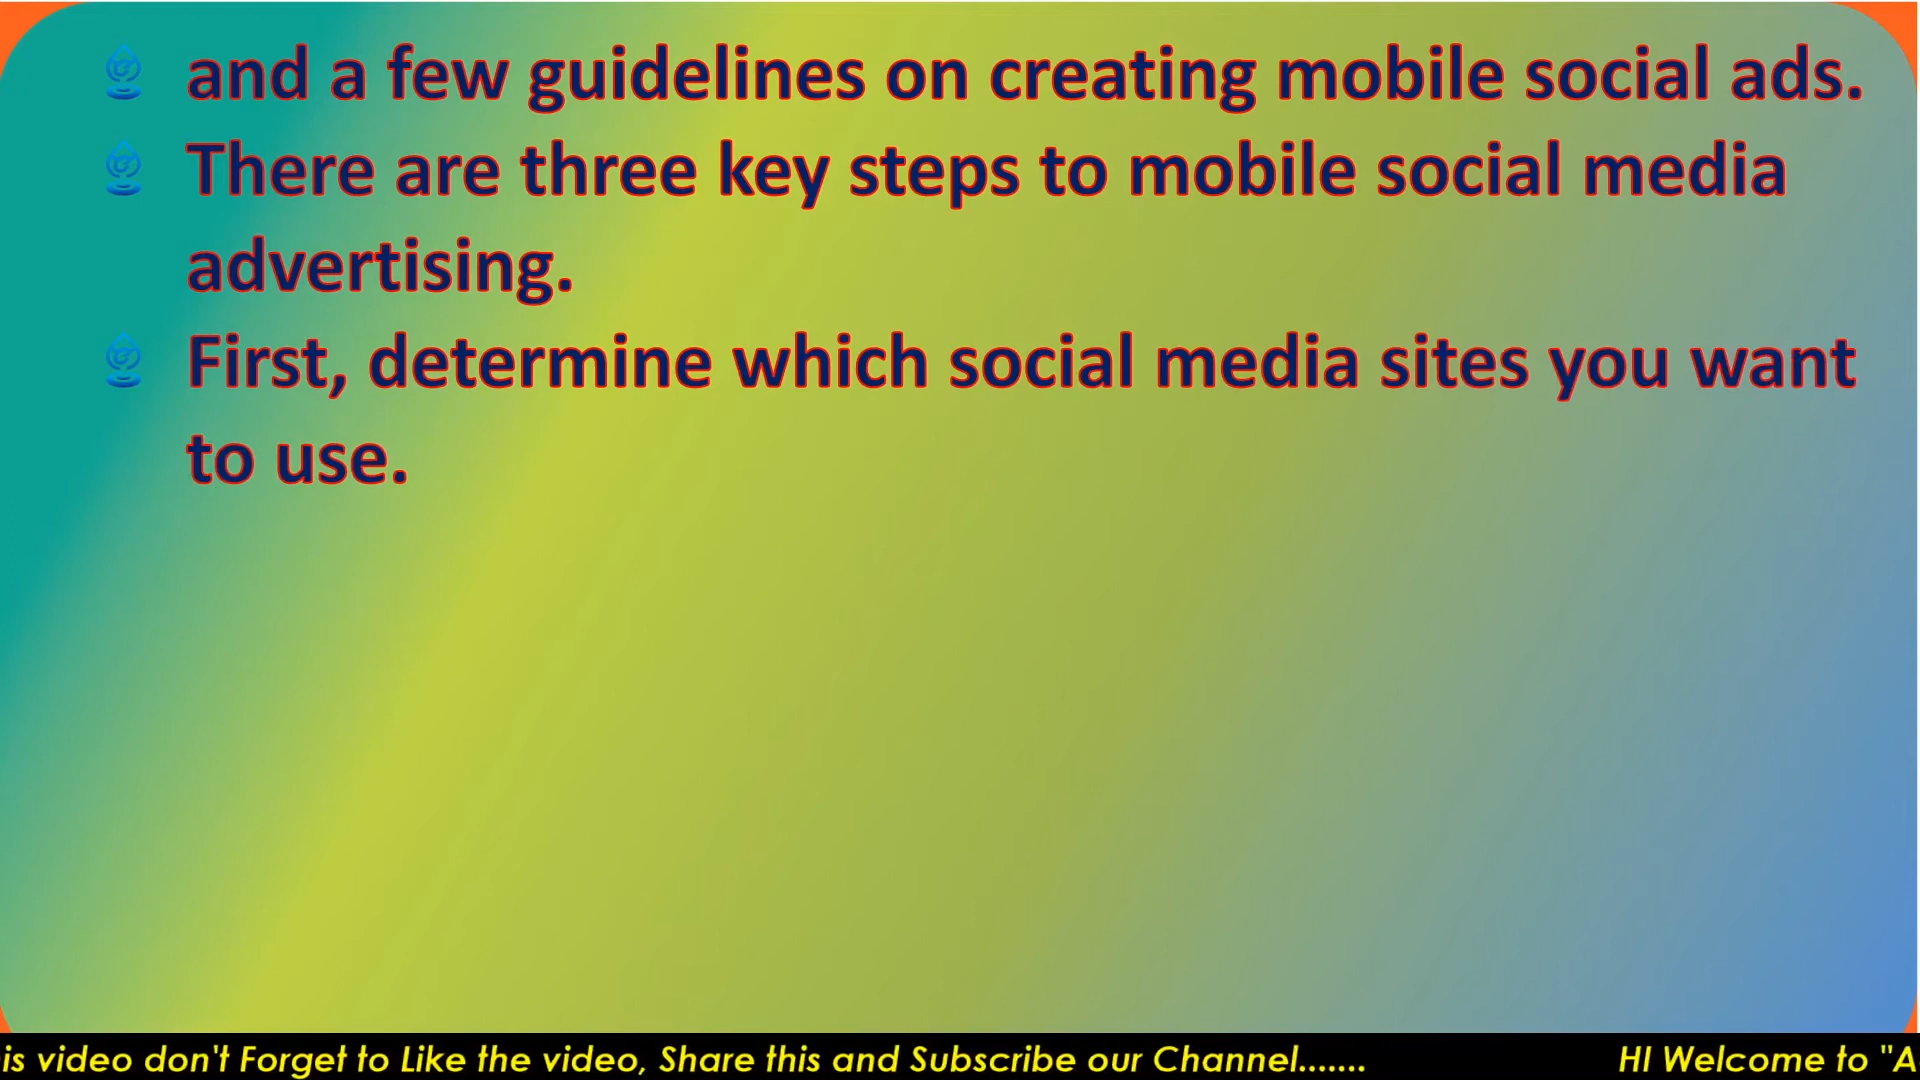 and a few guidelines on creating mobile social ads.
There are three key steps to mobile social media
advertising.
First, determine which social media sites you want
to use.
is video don't Forget to Like the video, Share this and Subscribe our Channel....... HI Welcome to "A